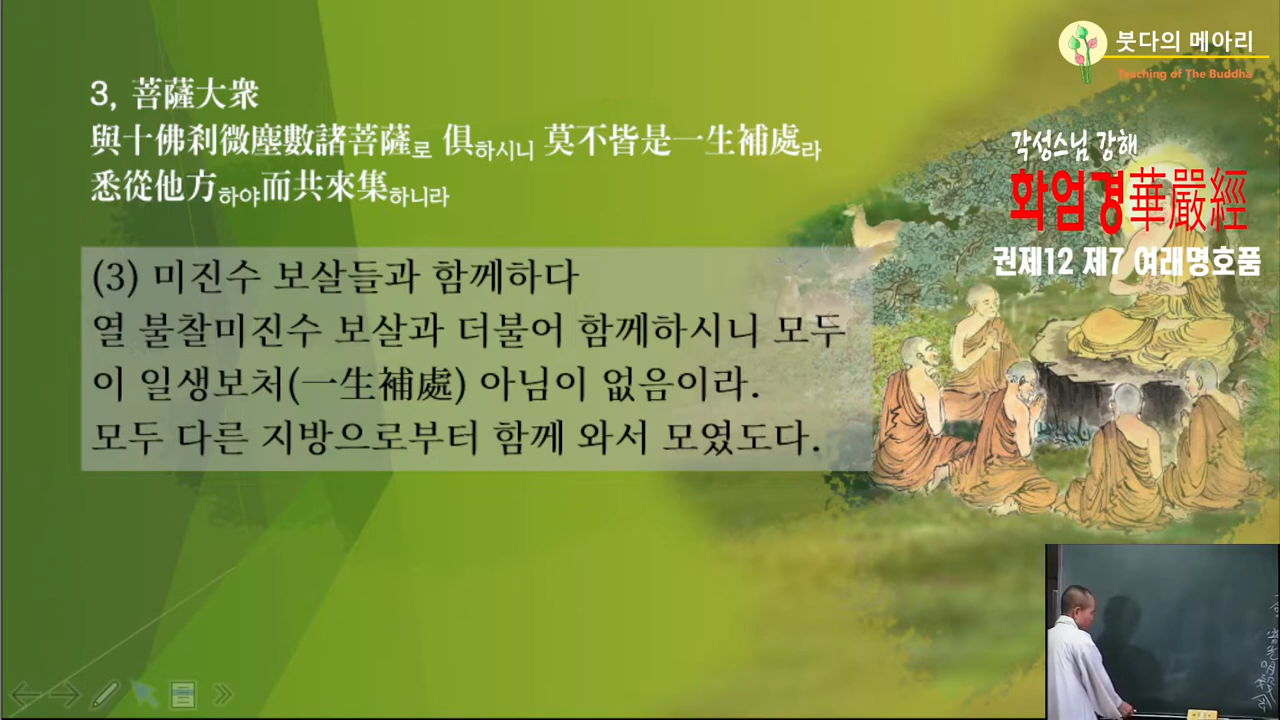 3, 菩薩大衆
與十佛刹微塵數諸菩薩로 俱하시니 莫不皆是一生補處라
悉從他方하야而共來集하니라
(3) 미진수 보살들과 함께하다
열 불찰미진수 보살과 더불어 함께하시니 모두
이 일생보처(一生補處) 아님이 없음이라.
모두 다른 지방으로부터 함께 와서 모였도다.
붓다의 메아리
Teaching of The Buddha
각성스님 강해
화엄경華嚴經
권제12 제7 여래명호품